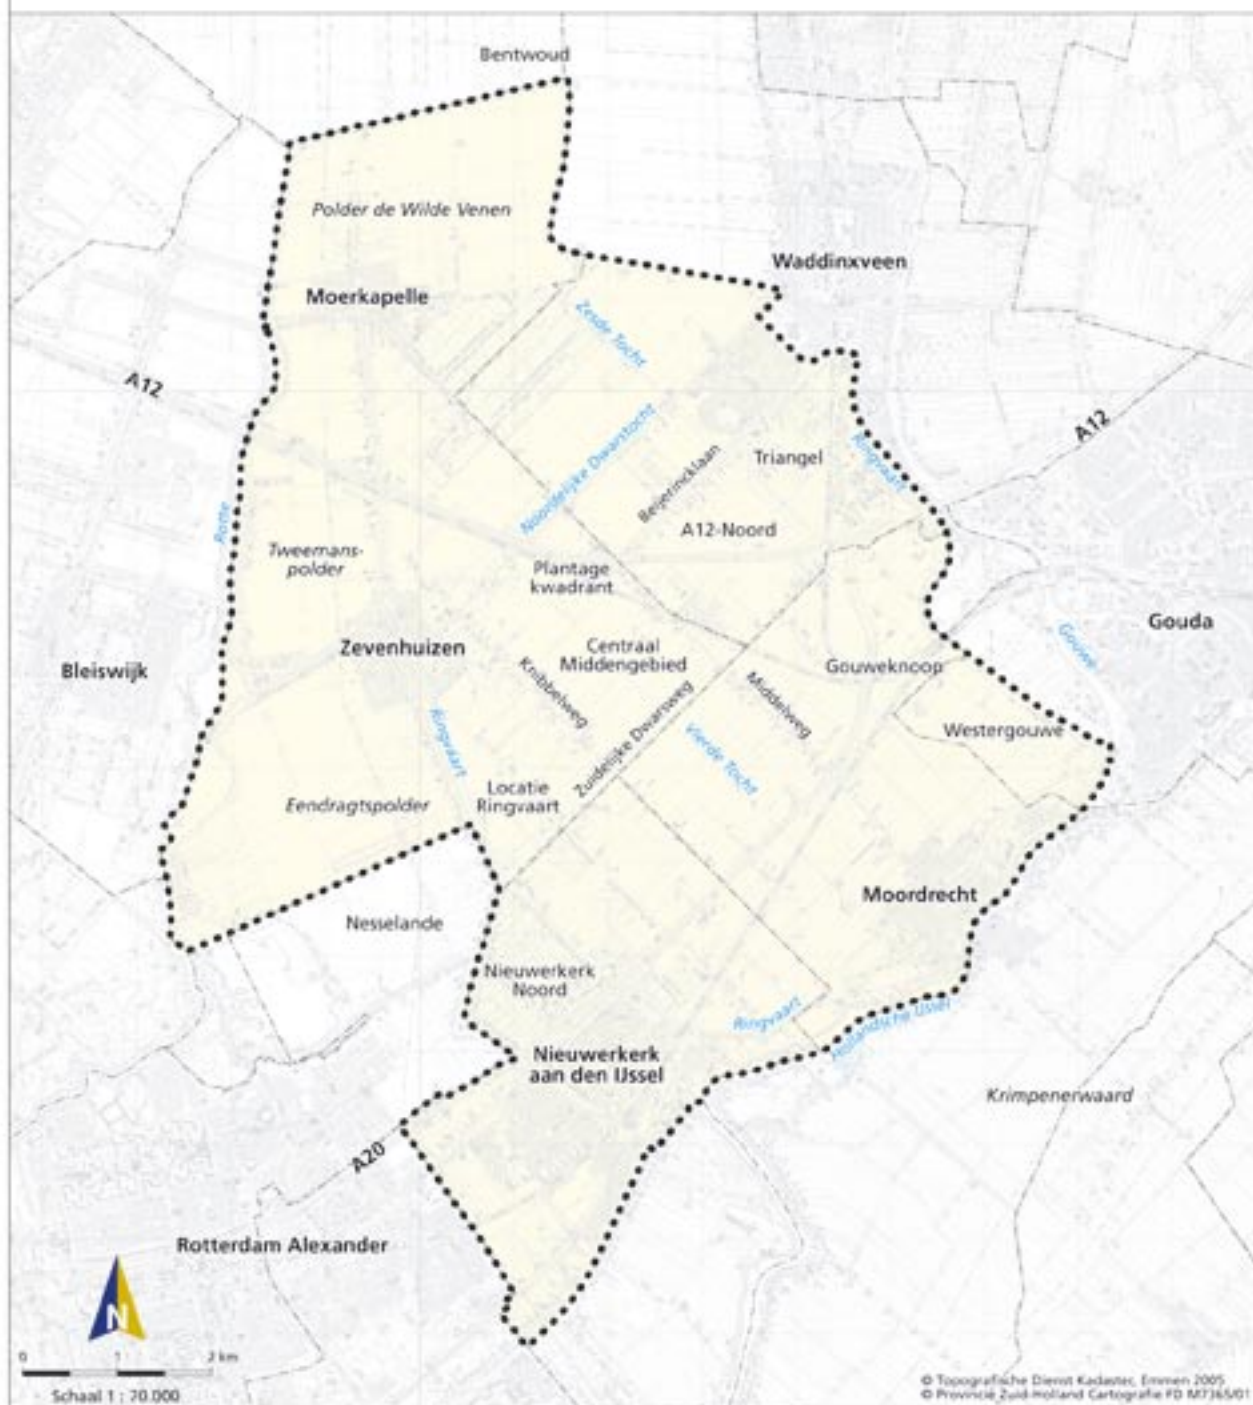 Bentwoud
Polder de Wilde Venen
Waddinxveen
Moerkapelle
Zesde Tocht
A12
A12
Noordelijke Dwarstocht
Ringvaart
Beijerincklaan
Triangel
Rotte
A12-Noord
Tweemans-
polder
Plantage
kwadrant
Gouda
Gouwe
Zevenhuizen
Centraal
Middengebied
Bleiswijk
Gouweknoop
Knibbelweg
Middelweg
Zuidelijke Dwarsweg
Ringvaart
Vierde Tocht
Westergouwe
Locatie
Ringvaart
Eendragtspolder
Moordrecht
Nesselande
Nieuwerkerk
Noord
Ringvaart
Hollandsche IJssel
Nieuwerkerk
aan den IJssel
Krimpenerwaard
A20
Rotterdam Alexander
N
0 1 2 km
Schaal 1 : 70.000
© Topografische Dienst Kadaster, Emmen 2005
© Provincie Zuid-Holland Cartografie FD M7365/01